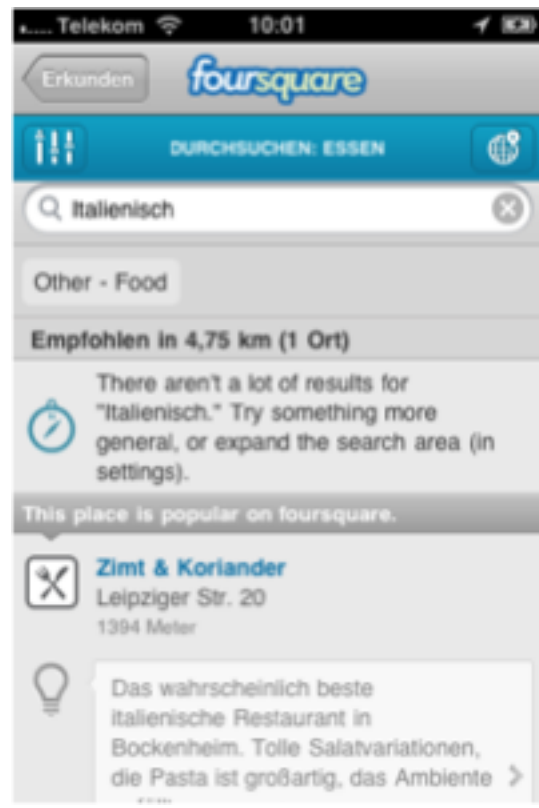 Telekom 10:01
Erkunden
foursquare
DURCHSUCHEN: ESSEN
Italienisch
Other - Food
Empfohlen in 4,75 km (1 Ort)
There aren't a lot of results for
"Italienisch." Try something more
general, or expand the search area (in
settings).
This place is popular on foursquare.
Zimt & Koriander
Leipziger Str. 20
1394 Meter
Das wahrscheinlich beste
italienische Restaurant in
Bockenheim. Tolle Salatvariationen,
die Pasta ist großartig, das Ambiente